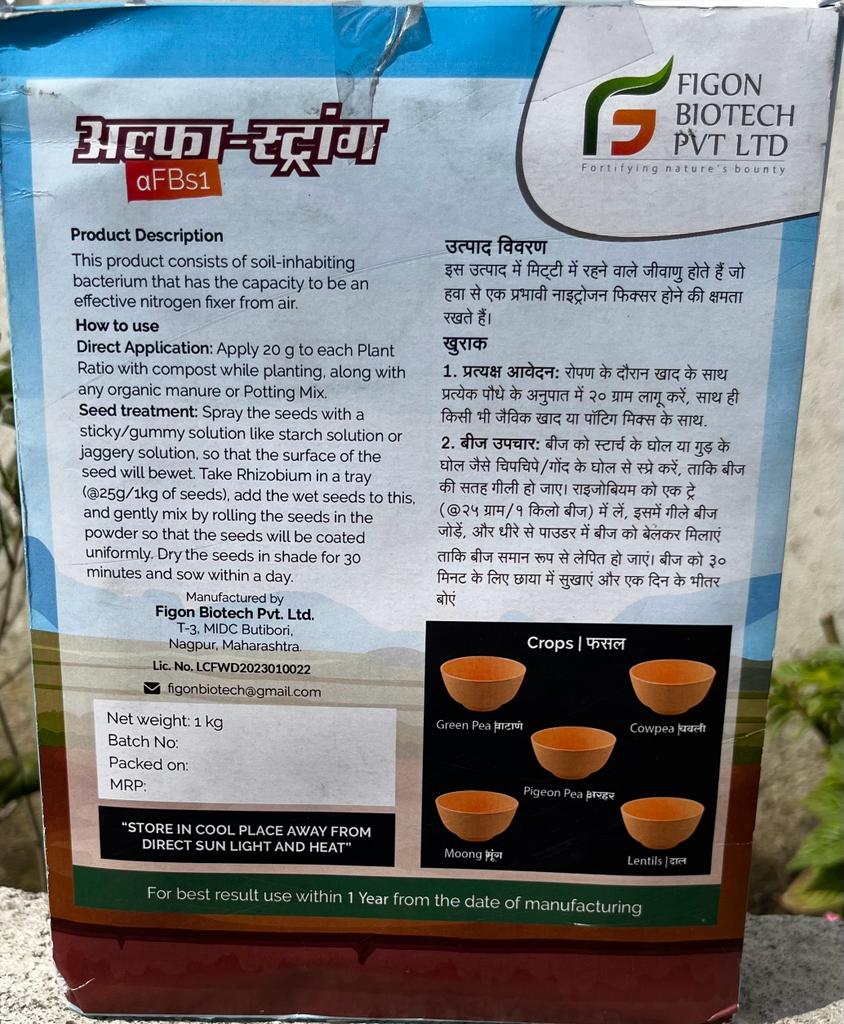 अल्फा-स्ट्रांग
αFBs1
FIGON
BIOTECH
PVT LTD
Fortifying nature's bounty
Product Description
This product consists of soil-inhabiting
bacterium that has the capacity to be an
effective nitrogen fixer from air.
How to use
Direct Application: Apply 20 g to each Plant
Ratio with compost while planting, along with
any organic manure or Potting Mix.
Seed treatment: Spray the seeds with a
sticky/gummy solution like starch solution or
jaggery solution, so that the surface of the
seed will bewet. Take Rhizobium in a tray
(@25g/1kg of seeds), add the wet seeds to this,
and gently mix by rolling the seeds in the
powder so that the seeds will be coated
uniformly. Dry the seeds in shade for 30
minutes and sow within a day.
Manufactured by
Figon Biotech Pvt. Ltd.
T-3, MIDC Butibori,
Nagpur, Maharashtra.
Lic. No. LCFWD2023010022
figonbiotech@gmail.com
Net weight: 1 kg
Batch No:
Packed on:
MRP:
"STORE IN COOL PLACE AWAY FROM
DIRECT SUN LIGHT AND HEAT"
उत्पाद विवरण
इस उत्पाद में मिट्टी में रहने वाले जीवाणु होते हैं जो
हवा से एक प्रभावी नाइट्रोजन फिक्सर होने की क्षमता
रखते हैं।
खुराक
1. प्रत्यक्ष आवेदन: रोपण के दौरान खाद के साथ
प्रत्येक पौधे के अनुपात में २० ग्राम लागू करें, साथ ही
किसी भी जैविक खाद या पॉटिंग मिक्स के साथ.
2. बीज उपचार: बीज को स्टार्च के घोल या गुड़ के
घोल जैसे चिपचिपे/गोंद के घोल से स्प्रे करें, ताकि बीज
की सतह गीली हो जाए। राइजोबियम को एक ट्रे
(@२५ ग्राम/१ किलो बीज) में लें, इसमें गीले बीज
जोड़ें, और धीरे से पाउडर में बीज को बेलकर मिलाएं
ताकि बीज समान रूप से लेपित हो जाएं। बीज को ३०
मिनट के लिए छाया में सुखाएं और एक दिन के भीतर
बोएं
Crops | फसल
Green Pea | वाटाणं
Cowpea | चवली
Pigeon Pea | अरहर
Moong | मूंग
Lentils | दाल
For best result use within 1 Year from the date of manufacturing